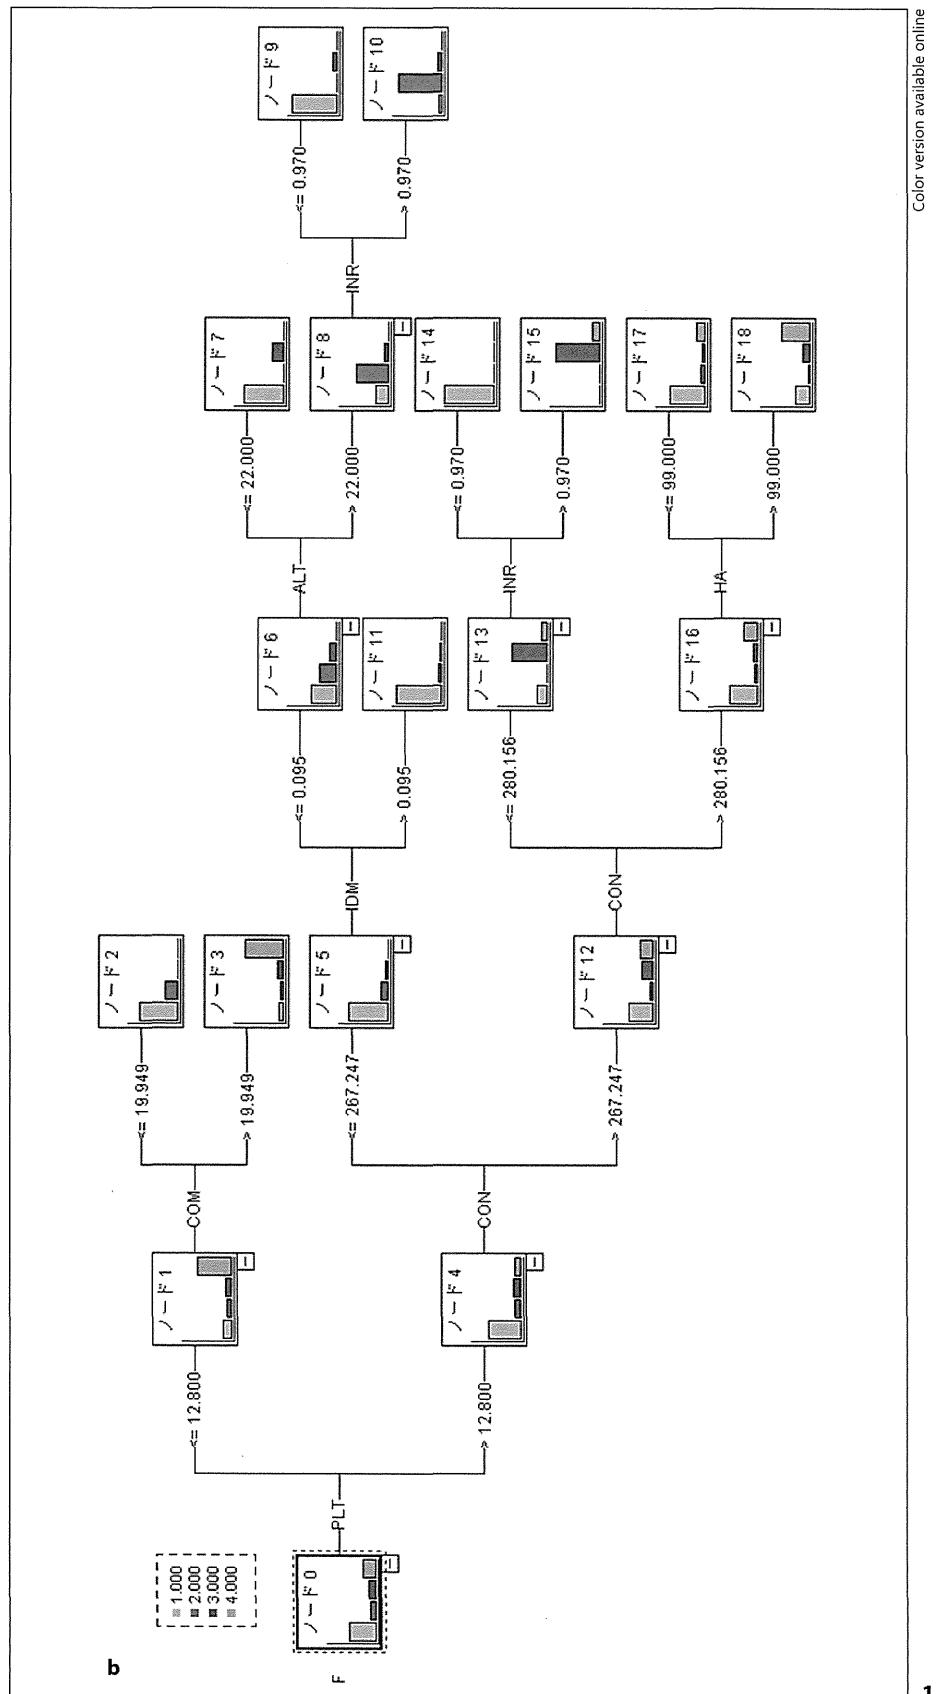 Color version available online
b
F
1.000
2.000
3.000
4.000
ノード 0
PLT
<= 12.800
> 12.800
ノード 1
ノード 4
COM
<= 19.949
> 19.949
CON
<= 267.247
> 267.247
ノード 2
ノード 3
ノード 5
ノード 12
IDM
<= 0.095
> 0.095
CON
<= 280.156
> 280.156
ノード 6
ノード 11
ノード 13
ノード 16
ALT
<= 22.000
> 22.000
INR
<= 0.970
> 0.970
HA
<= 99.000
> 99.000
ノード 7
ノード 8
ノード 14
ノード 15
ノード 17
ノード 18
INR
<= 0.970
> 0.970
ノード 9
ノード 10
1